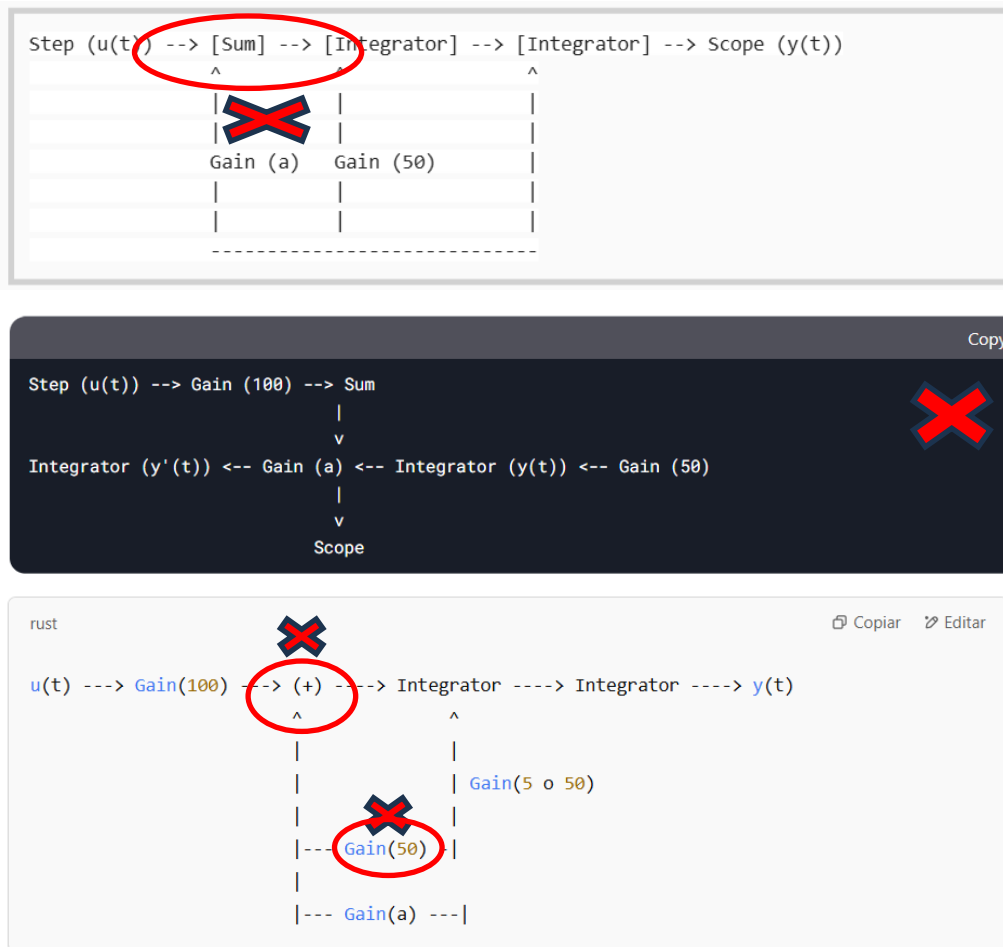 Step (u(t)) --> [Sum] --> [Integrator] --> [Integrator] --> Scope (y(t))
^ ^ ^
| | |
| | |
Gain (a) Gain (50) |
| | |
| | |
-----------------------------
Copy
Step (u(t)) --> Gain (100) --> Sum
|
v
Integrator (y'(t)) <-- Gain (a) <-- Integrator (y(t)) <-- Gain (50)
|
v
Scope
rust Copiar Editar
u(t) ---> Gain(100) ---> (+) ----> Integrator ----> Integrator ----> y(t)
^ ^
| |
| | Gain(5 o 50)
| |
|--- Gain(50) -|
|
|--- Gain(a) ---|